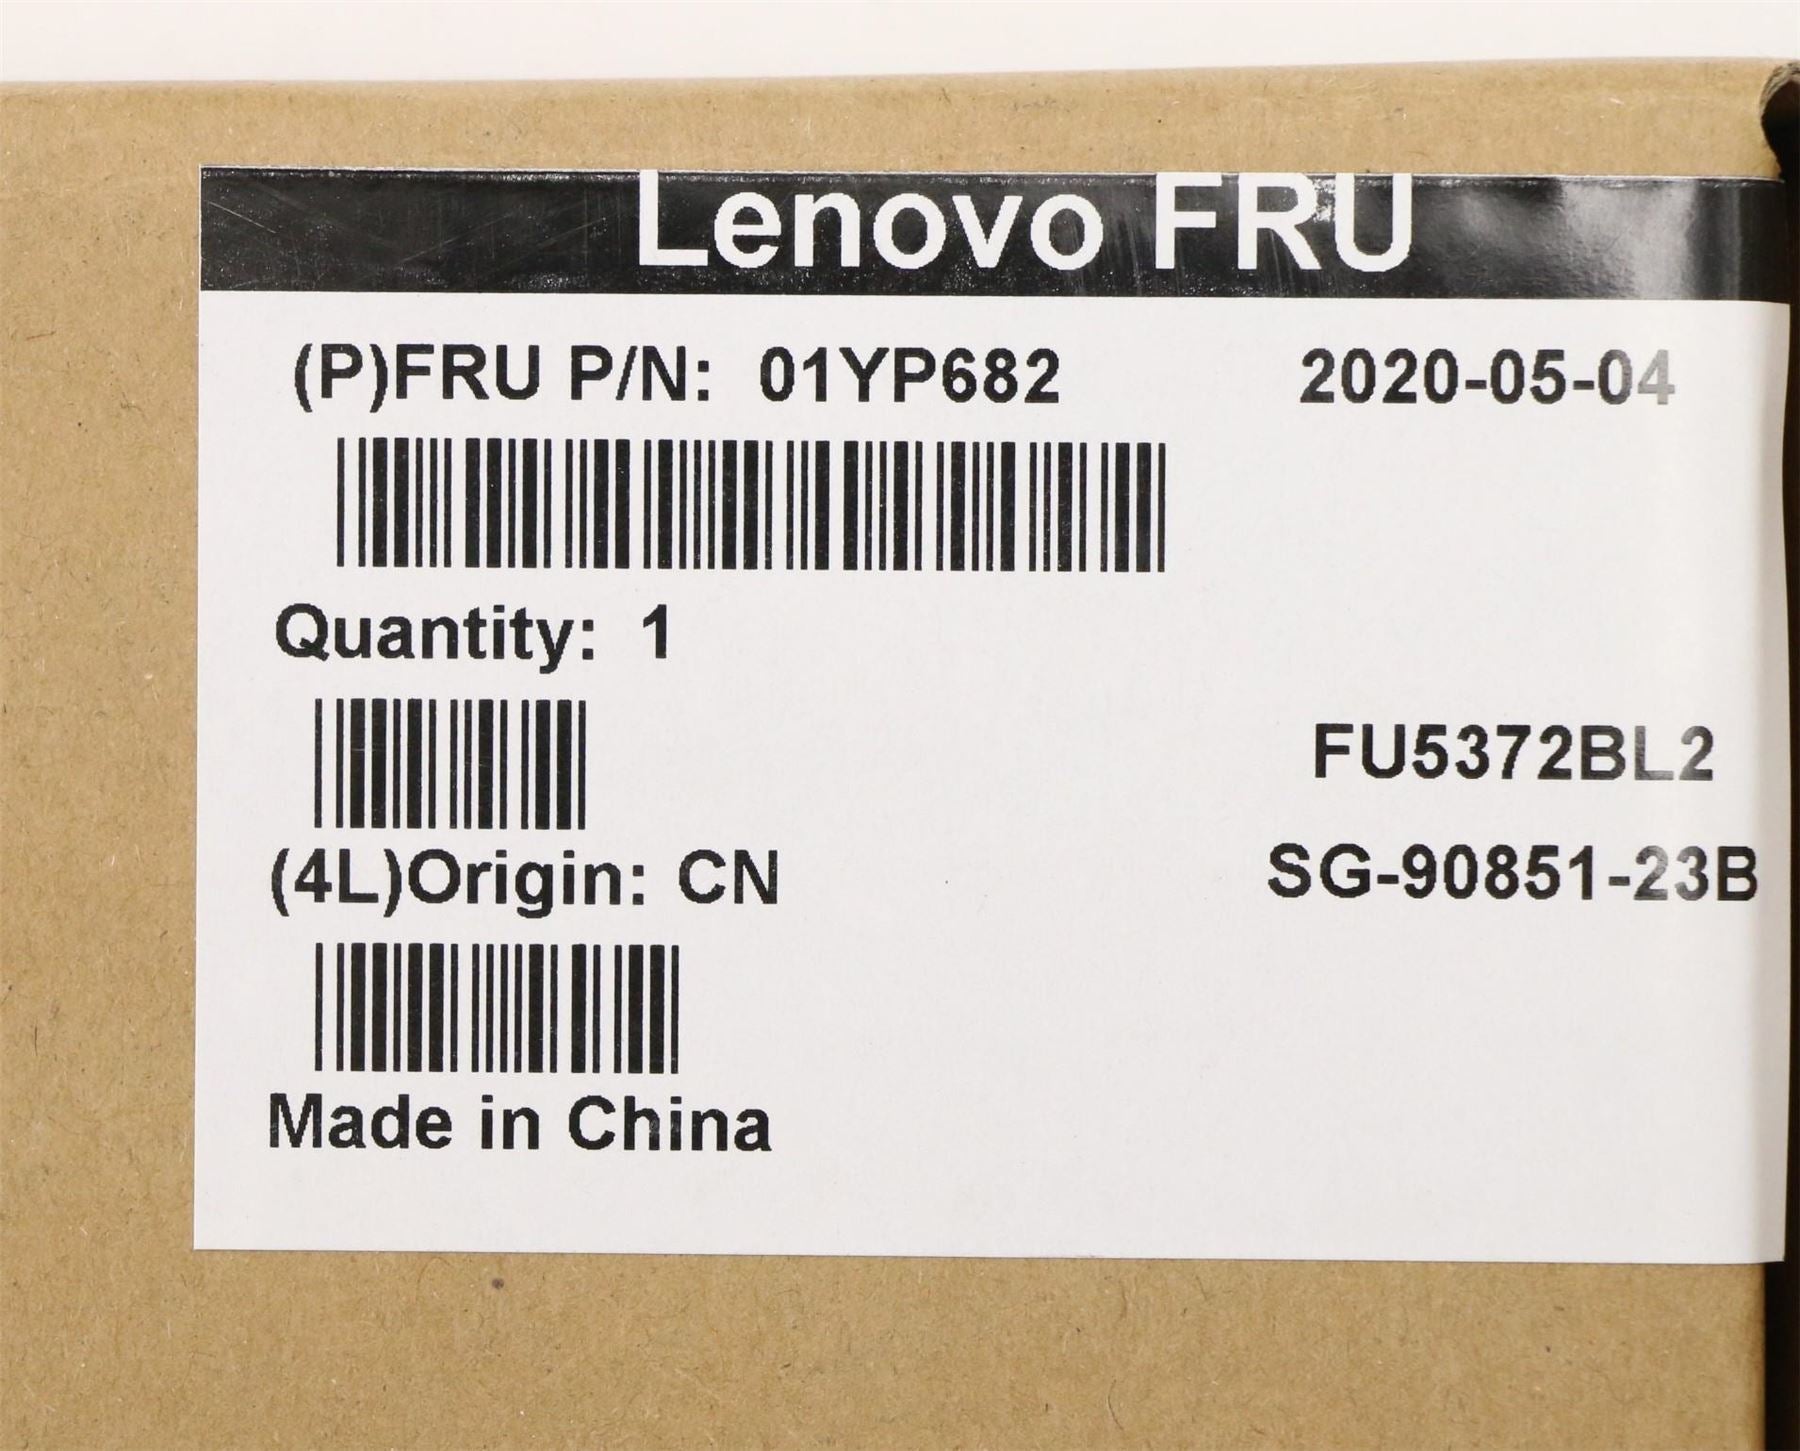 Lenovo FRU
(P)FRU P/N: 01YP682 2020-05-04
Quantity: 1
FU5372BL2
(4L)Origin: CN SG-90851-23B
Made in China